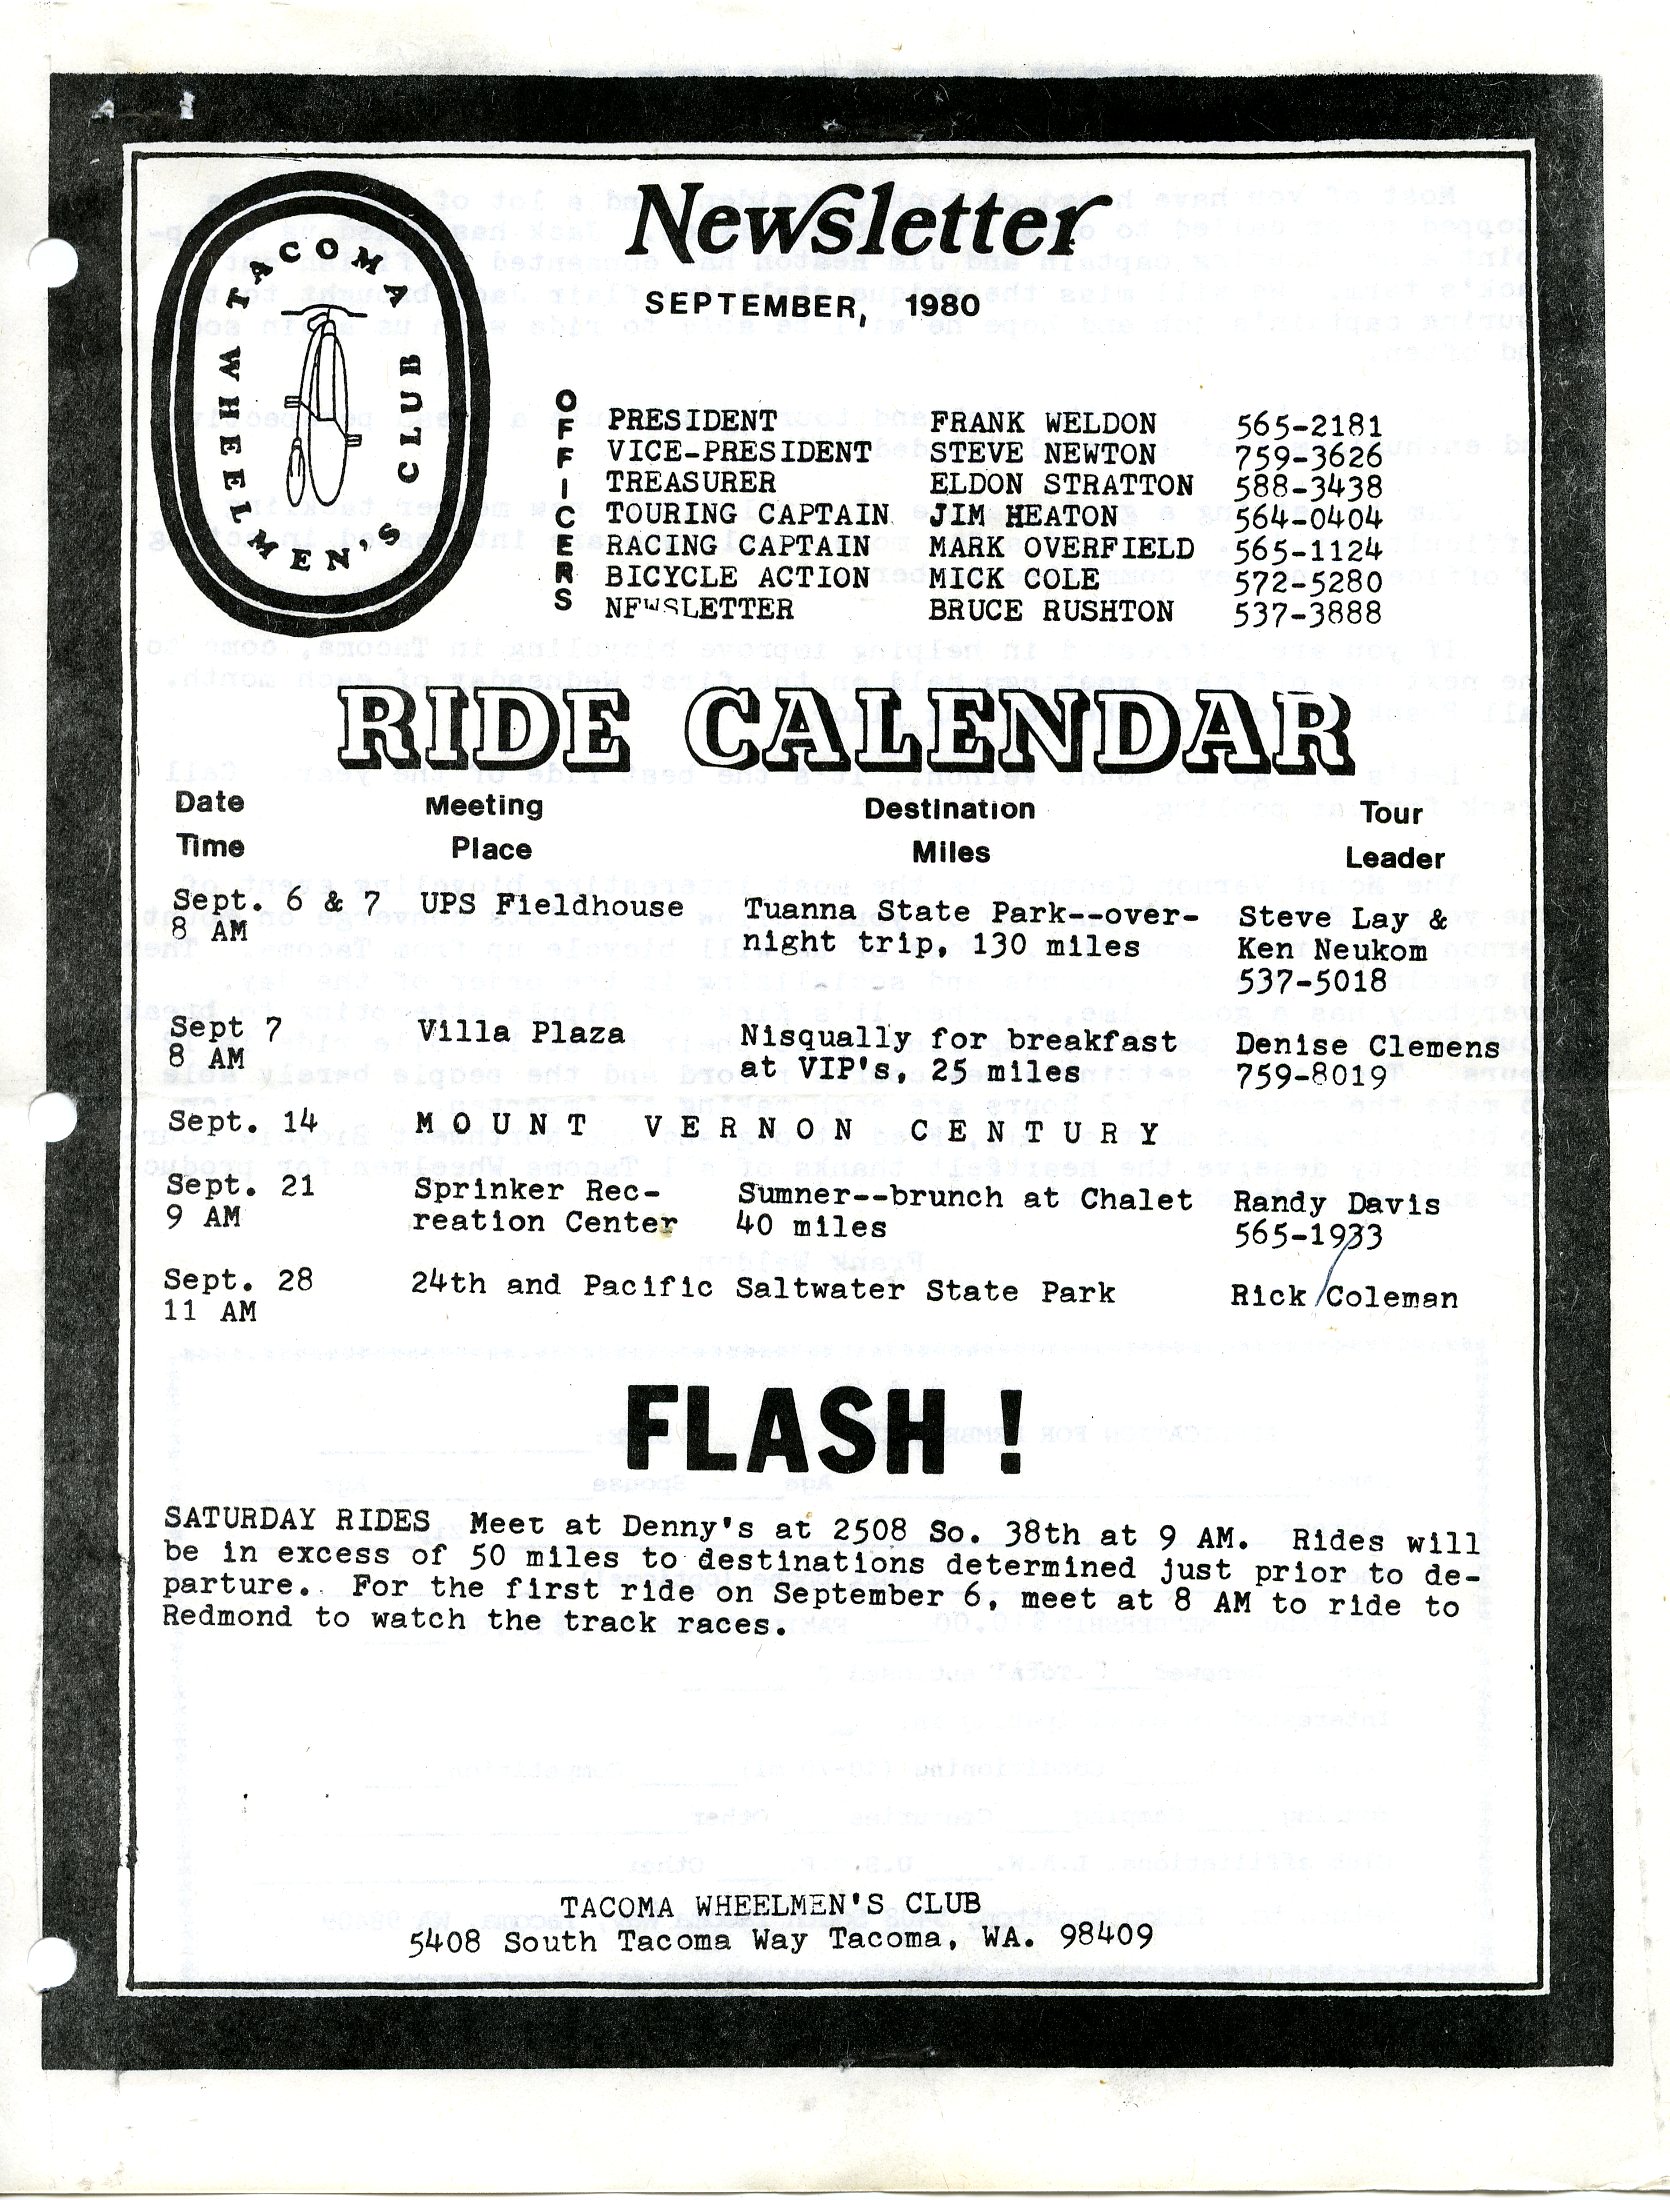 TACOMA WHEELMEN'S CLUB
Newsletter
SEPTEMBER, 1980
OFFICERS
PRESIDENT FRANK WELDON 565-2181
VICE-PRESIDENT STEVE NEWTON 759-3626
TREASURER ELDON STRATTON 588-3438
TOURING CAPTAIN JIM HEATON 564-0404
RACING CAPTAIN MARK OVERFIELD 565-1124
BICYCLE ACTION MICK COLE 572-5280
NEWSLETTER BRUCE RUSHTON 537-3888
RIDE CALENDAR
Date Meeting Destination Tour
Time Place Miles Leader
Sept. 6 & 7 UPS Fieldhouse Tuanna State Park--over- Steve Lay &
8 AM night trip, 130 miles Ken Neukom
537-5018
Sept 7 Villa Plaza Nisqually for breakfast Denise Clemens
8 AM at VIP's, 25 miles 759-8019
Sept. 14 MOUNT VERNON CENTURY
Sept. 21 Sprinker Rec- Sumner--brunch at Chalet Randy Davis
9 AM reation Center 40 miles 565-1933
Sept. 28 24th and Pacific Saltwater State Park Rick Coleman
11 AM
FLASH!
SATURDAY RIDES Meet at Denny's at 2508 So. 38th at 9 AM. Rides will
be in excess of 50 miles to destinations determined just prior to de-
parture. For the first ride on September 6, meet at 8 AM to ride to
Redmond to watch the track races.
TACOMA WHEELMEN'S CLUB
5408 South Tacoma Way Tacoma, WA. 98409